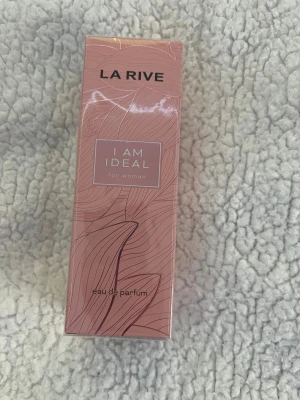 LA RIVE
I AM
IDEAL
for woman
eau de parfum